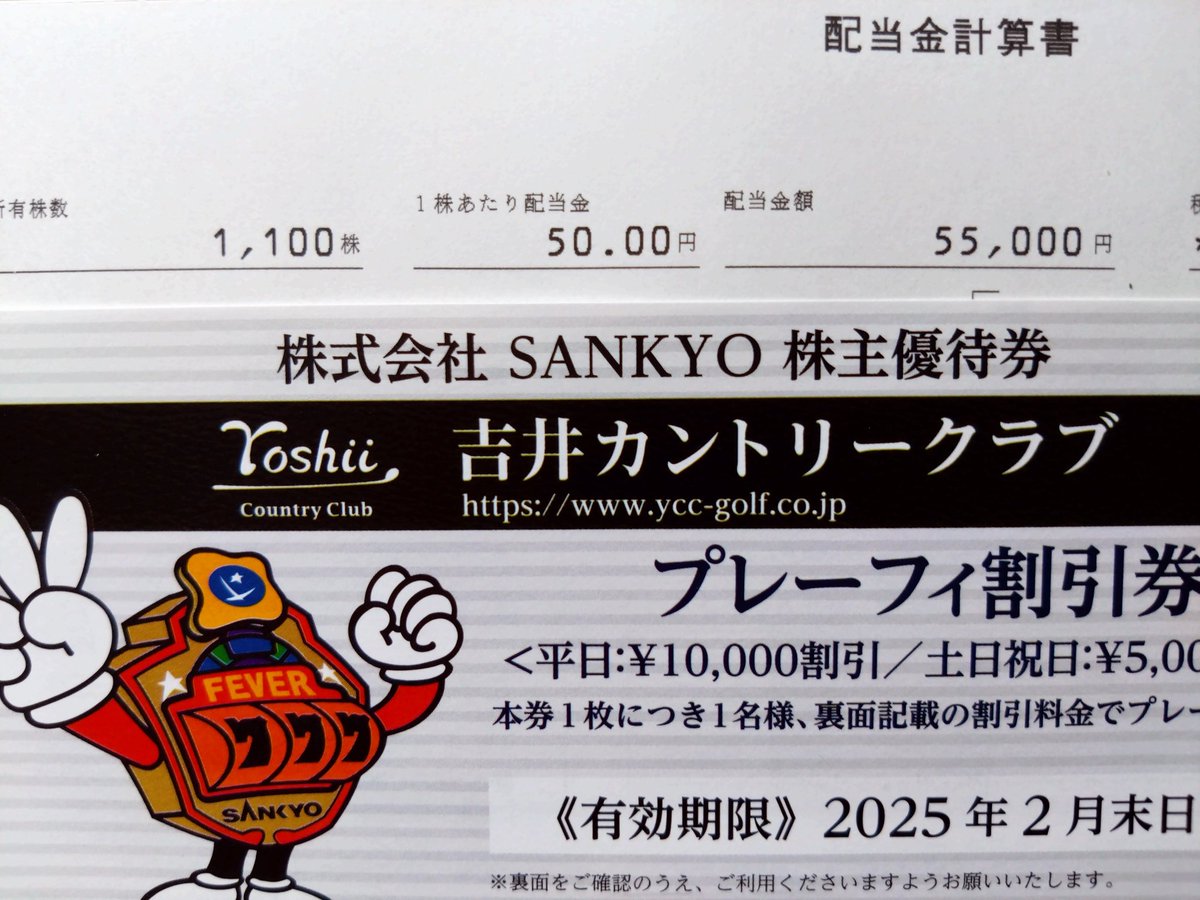 配当金計算書
所有株数
1株あたり配当金
配当金額
1,100株
50.00円
55,000円
株式会社 SANKYO 株主優待券
Yoshii
Country Club
吉井カントリークラブ
https://www.ycc-golf.co.jp
プレーフィ割引券
<平日:¥10,000割引/土日祝日:¥5,00
本券1枚につき1名様、裏面記載の割引料金でプレー
FEVER
777
SANKYO
《有効期限》2025年2月末日
※裏面をご確認のうえ、ご利用くださいますようお願いいたします。